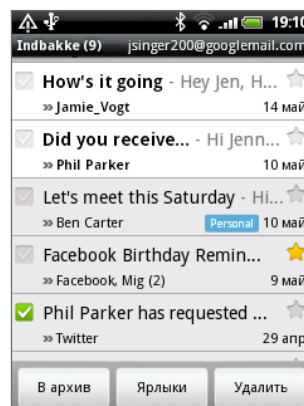 19:10
Indbakke (9) jsinger200@googlemail.com
How's it going - Hey Jen, H...
» Jamie_Vogt 14 май
Did you receive... - Hi Jenn...
» Phil Parker 10 май
Let's meet this Saturday - Hi...
» Ben Carter Personal 10 май
Facebook Birthday Remin...
» Facebook, Mig (2) 9 май
Phil Parker has requested ...
» Twitter 29 апр
В архив Ярлыки Удалить